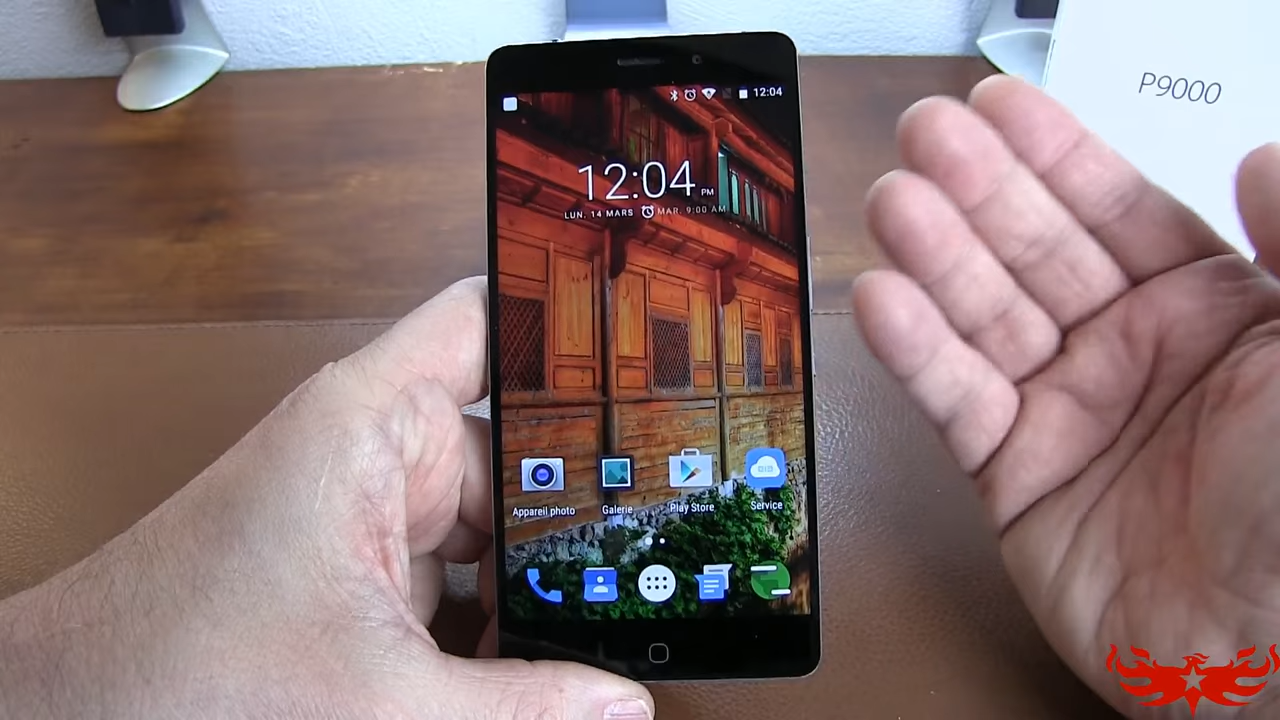 P9000
12:04
12:04 PM
LUN. 14 MARS MAR. 9:00 AM
Appareil photo
Galerie
Play Store
Service